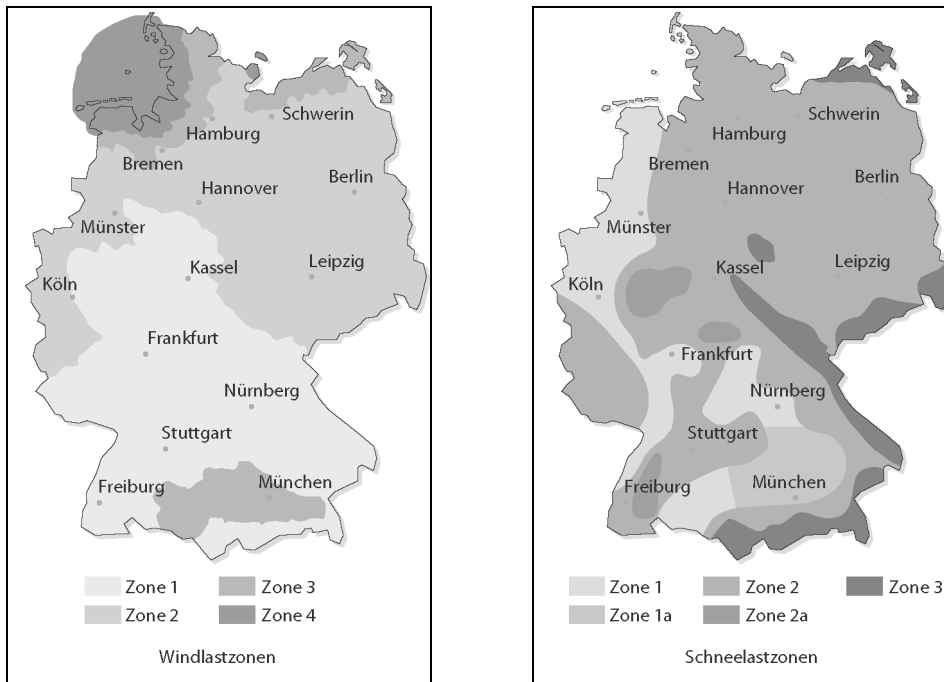 Schwerin
Hamburg
Bremen
Hannover
Berlin
Münster
Kassel
Leipzig
Köln
Frankfurt
Nürnberg
Stuttgart
Freiburg
München
Zone 1
Zone 3
Zone 2
Zone 4
Windlastzonen
Schwerin
Hamburg
Bremen
Hannover
Berlin
Münster
Kassel
Leipzig
Köln
Frankfurt
Nürnberg
Stuttgart
Freiburg
München
Zone 1
Zone 2
Zone 3
Zone 1a
Zone 2a
Schneelastzonen